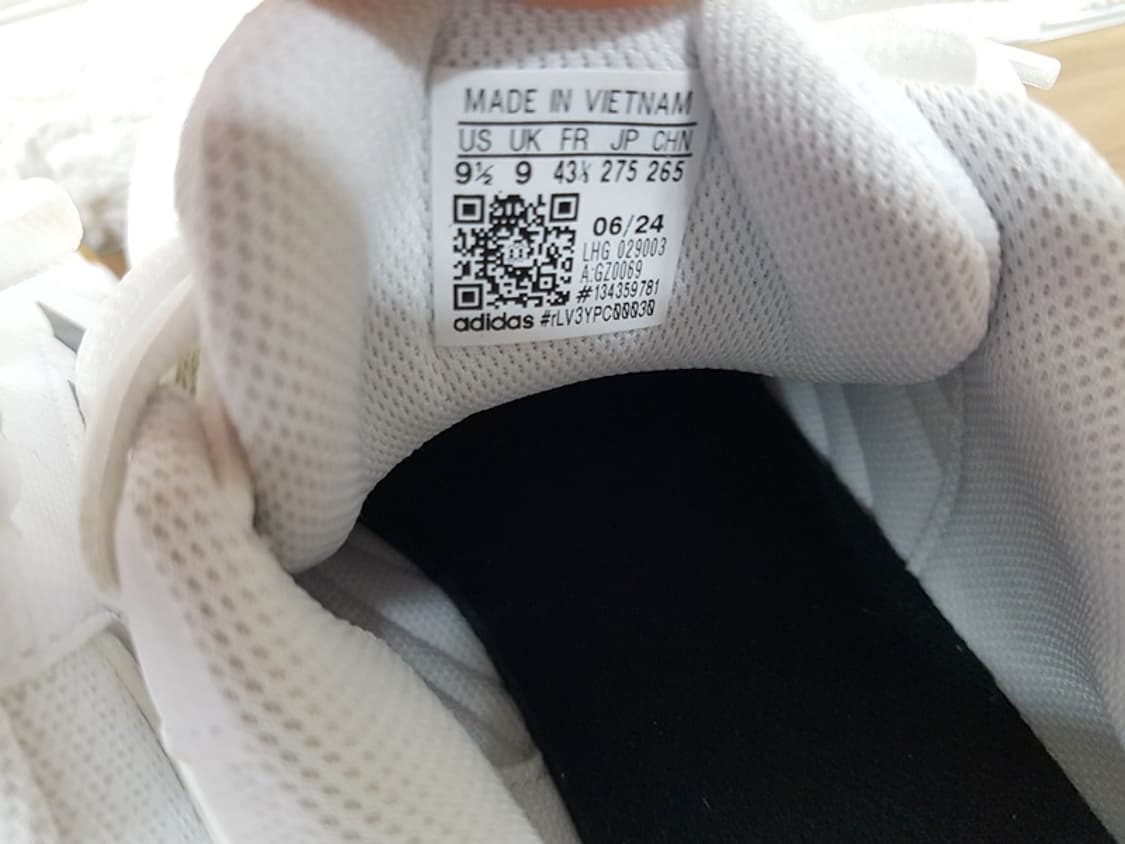 MADE IN VIETNAM
US UK FR JP CHN
9½ 9 43⅓ 275 265
06/24
LHG 029003
A:GZ0069
#134359781
adidas #rLV3YPC00030